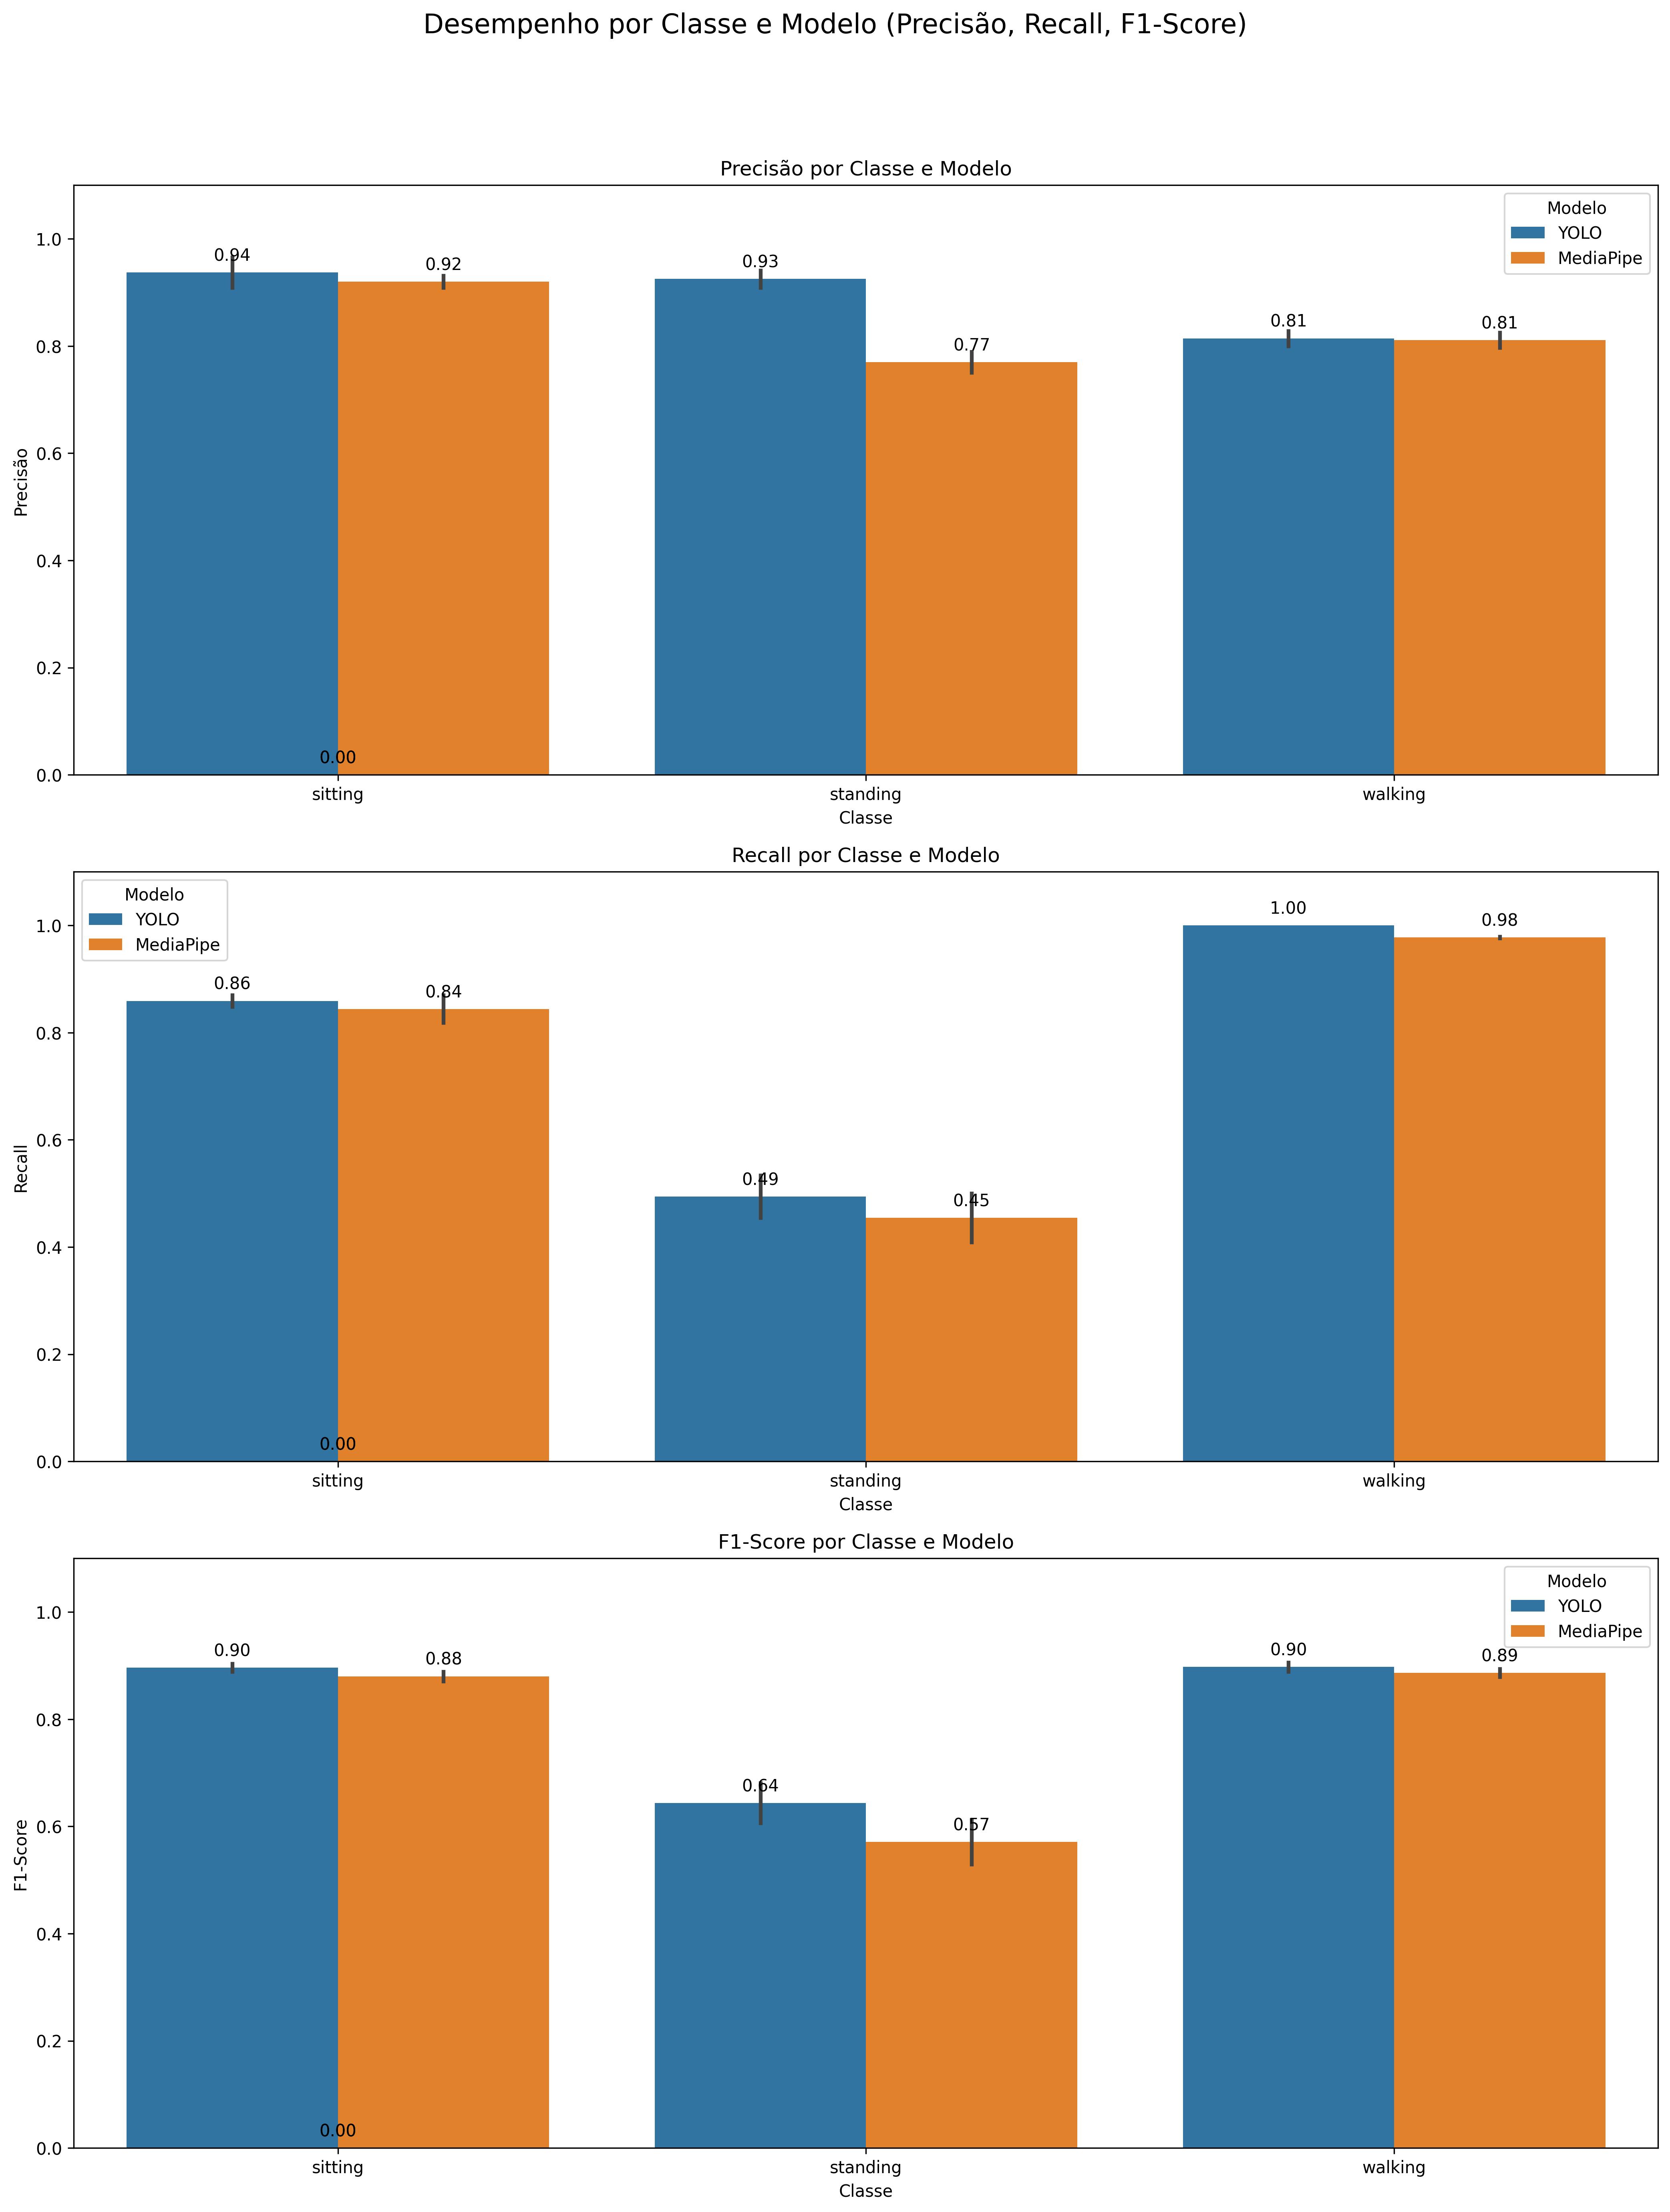 Desempenho por Classe e Modelo (Precisão, Recall, F1-Score)
Precisão por Classe e Modelo
Modelo
YOLO
MediaPipe
Precisão
1.0
0.8
0.6
0.4
0.2
0.0
0.94
0.92
0.93
0.77
0.81
0.81
0.00
sitting
standing
walking
Classe
Recall por Classe e Modelo
Modelo
YOLO
MediaPipe
Recall
1.0
0.8
0.6
0.4
0.2
0.0
0.86
0.84
0.49
0.45
1.00
0.98
0.00
sitting
standing
walking
Classe
F1-Score por Classe e Modelo
Modelo
YOLO
MediaPipe
F1-Score
1.0
0.8
0.6
0.4
0.2
0.0
0.90
0.88
0.64
0.57
0.90
0.89
0.00
sitting
standing
walking
Classe